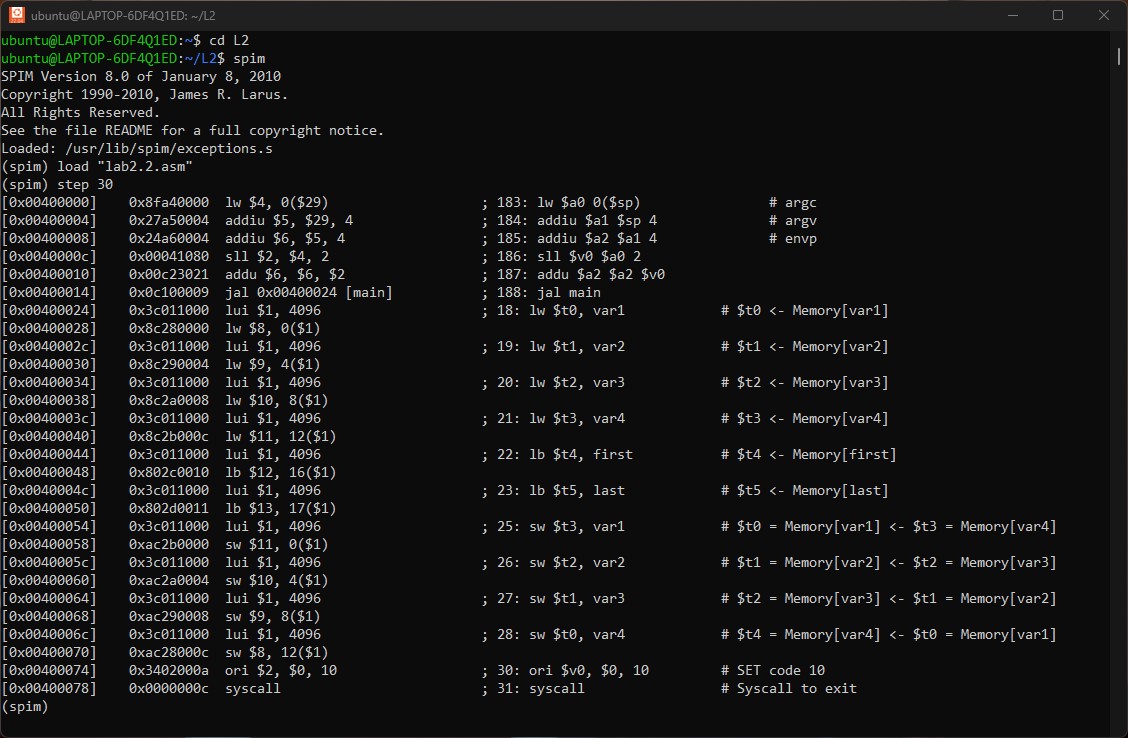 ubuntu@LAPTOP-6DF4Q1ED: ~/L2
ubuntu@LAPTOP-6DF4Q1ED:~$ cd L2
ubuntu@LAPTOP-6DF4Q1ED:~/L2$ spim
SPIM Version 8.0 of January 8, 2010
Copyright 1990-2010, James R. Larus.
All Rights Reserved.
See the file README for a full copyright notice.
Loaded: /usr/lib/spim/exceptions.s
(spim) load "lab2.2.asm"
(spim) step 30
[0x00400000]    0x8fa40000  lw $4, 0($29)                   ; 183: lw $a0 0($sp)                # argc
[0x00400004]    0x27a50004  addiu $5, $29, 4                ; 184: addiu $a1 $sp 4              # argv
[0x00400008]    0x24a60004  addiu $6, $5, 4                 ; 185: addiu $a2 $a1 4              # envp
[0x0040000c]    0x00041080  sll $2, $4, 2                   ; 186: sll $v0 $a0 2
[0x00400010]    0x00c23021  addu $6, $6, $2                 ; 187: addu $a2 $a2 $v0
[0x00400014]    0x0c100009  jal 0x00400024 [main]           ; 188: jal main
[0x00400024]    0x3c011000  lui $1, 4096                    ; 18: lw $t0, var1            # $t0 <- Memory[var1]
[0x00400028]    0x8c280000  lw $8, 0($1)
[0x0040002c]    0x3c011000  lui $1, 4096                    ; 19: lw $t1, var2            # $t1 <- Memory[var2]
[0x00400030]    0x8c290004  lw $9, 4($1)
[0x00400034]    0x3c011000  lui $1, 4096                    ; 20: lw $t2, var3            # $t2 <- Memory[var3]
[0x00400038]    0x8c2a0008  lw $10, 8($1)
[0x0040003c]    0x3c011000  lui $1, 4096                    ; 21: lw $t3, var4            # $t3 <- Memory[var4]
[0x00400040]    0x8c2b000c  lw $11, 12($1)
[0x00400044]    0x3c011000  lui $1, 4096                    ; 22: lb $t4, first           # $t4 <- Memory[first]
[0x00400048]    0x802c0010  lb $12, 16($1)
[0x0040004c]    0x3c011000  lui $1, 4096                    ; 23: lb $t5, last            # $t5 <- Memory[last]
[0x00400050]    0x802d0011  lb $13, 17($1)
[0x00400054]    0x3c011000  lui $1, 4096                    ; 25: sw $t3, var1            # $t0 = Memory[var1] <- $t3 = Memory[var4]
[0x00400058]    0xac2b0000  sw $11, 0($1)
[0x0040005c]    0x3c011000  lui $1, 4096                    ; 26: sw $t2, var2            # $t1 = Memory[var2] <- $t2 = Memory[var3]
[0x00400060]    0xac2a0004  sw $10, 4($1)
[0x00400064]    0x3c011000  lui $1, 4096                    ; 27: sw $t1, var3            # $t2 = Memory[var3] <- $t1 = Memory[var2]
[0x00400068]    0xac290008  sw $9, 8($1)
[0x0040006c]    0x3c011000  lui $1, 4096                    ; 28: sw $t0, var4            # $t4 = Memory[var4] <- $t0 = Memory[var1]
[0x00400070]    0xac28000c  sw $8, 12($1)
[0x00400074]    0x3402000a  ori $2, $0, 10                  ; 30: ori $v0, $0, 10         # SET code 10
[0x00400078]    0x0000000c  syscall                         ; 31: syscall                 # Syscall to exit
(spim)